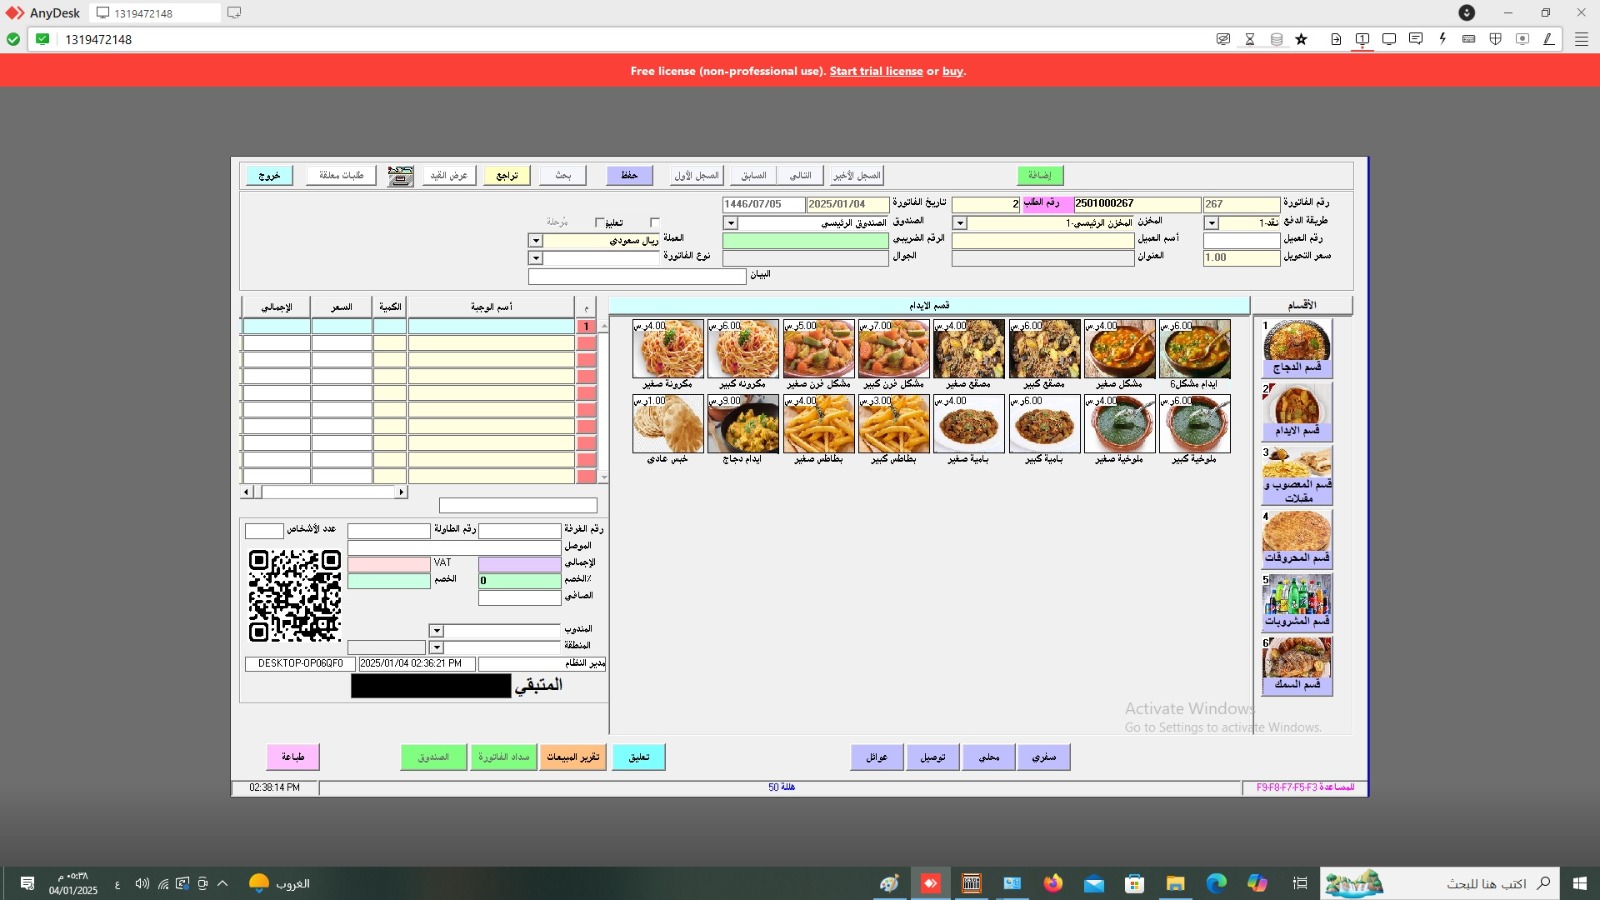 AnyDesk
1319472148
1319472148
Free license (non-professional use). Start trial license or buy.
إضافة
السجل الأخير
التالى
السابق
السجل الأول
حفظ
بحث
تراجع
عرض القيد
طلبات معلقة
خروج
رقم الفاتورة 267 2501000267 رقم الطلب 2 تاريخ الفاتورة 2025/01/04 1446/07/05
طريقة الدفع نقد-1 المخزن المخزن الرئيسي-1 الصندوق الصندوق الرئيسى تعليق مُرحلة
رقم العميل أسم العميل الرقم الضريبي العملة ريال سعودى
سعر التحويل 1.00 العنوان الجوال نوع الفاتورة
البيان
الأقسام
قسم الايدام
م أسم الوجبة الكمية السعر الإجمالي
1
1
قسم الدجاج
2
قسم الايدام
3
قسم المعصوب و مقبلات
4
قسم المحروقات
5
قسم المشروبات
6
قسم السمك
6.00ر.س 4.00ر.س 6.00ر.س 4.00ر.س 7.00ر.س 5.00ر.س 6.00ر.س 4.00ر.س
ايدام مشكل6 مشكل صغير مصقع كبير مصقع صغير مشكل فرن كبير مشكل فرن صغير مكرونه كبير مكرونة صغير
6.00ر.س 4.00ر.س 6.00ر.س 4.00ر.س 3.00ر.س 4.00ر.س 9.00ر.س 1.00ر.س
ملوخية كبير ملوخية صغير بامية كبير بامية صغير بطاطس كبير بطاطس صغير ايدام دجاج خبس عادى
رقم الغرفة رقم الطاولة عدد الأشخاص
الموصل
الإجمالي VAT
الخصم٪ 0 الخصم
الصافي
المندوب
المنطقة
مدير النظام 2025/01/04 02:36:21 PM DESKTOP-0P06QF0
المتبقي
Activate Windows
Go to Settings to activate Windows.
سفري
محلي
توصيل
عوائل
تعليق
تقرير المبيعات
سداد الفاتورة
الصندوق
طباعة
للمساعدة F9-F8-F7-F5-F3
50 هللة
02:38:14 PM
اكتب هنا للبحث
الغروب
ع
٠٥:٣٨ م
04/01/2025